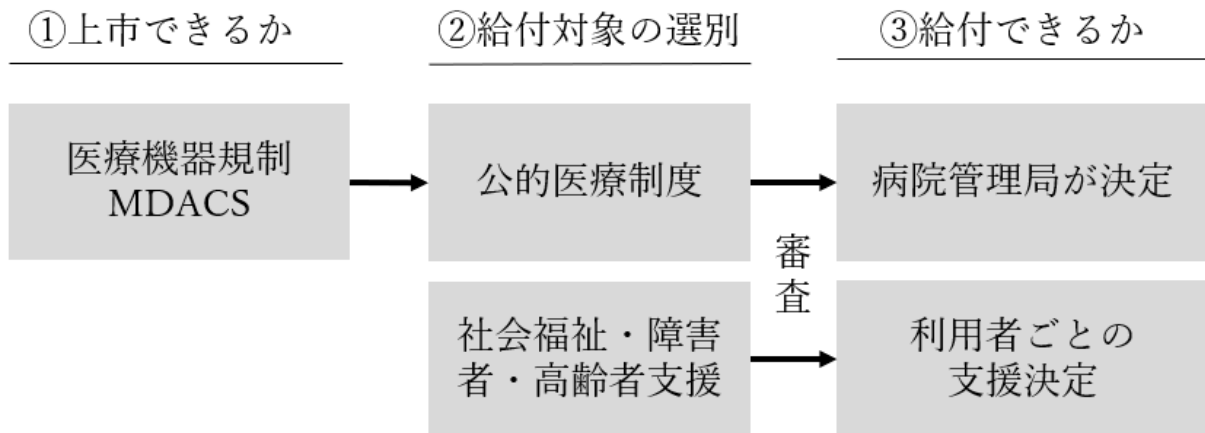 ①上市できるか
②給付対象の選別
③給付できるか
医療機器規制
MDACS
公的医療制度
病院管理局が決定
審査
社会福祉・障害
者・高齢者支援
利用者ごとの
支援決定